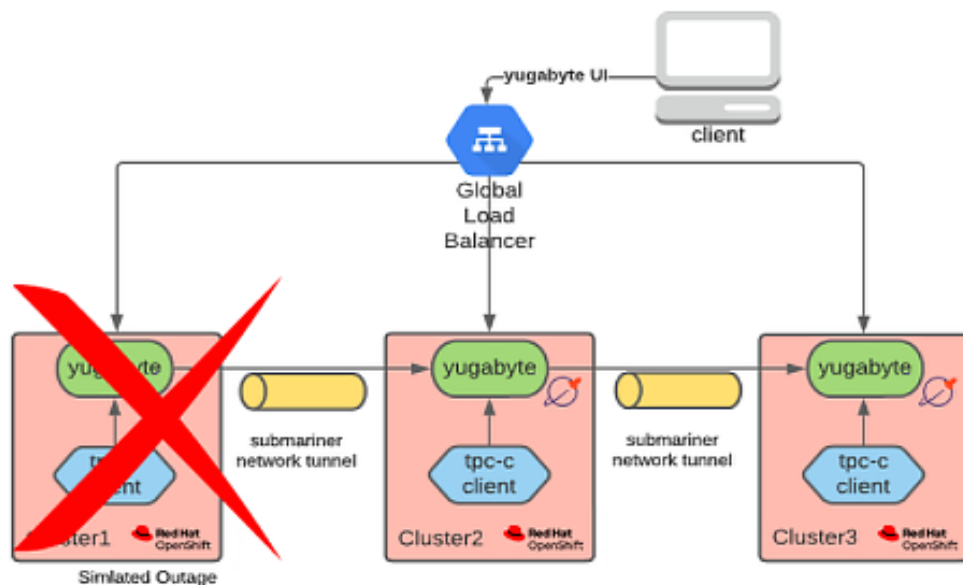 yugabyte UI
client
Global
Load
Balancer
yugabyte
yugabyte
yugabyte
submariner
network tunnel
submariner
network tunnel
tpc-c
client
tpc-c
client
Cluster2
Cluster3
Red Hat
OpenShift
Red Hat
OpenShift
Red Hat
OpenShift
Simlated Outage